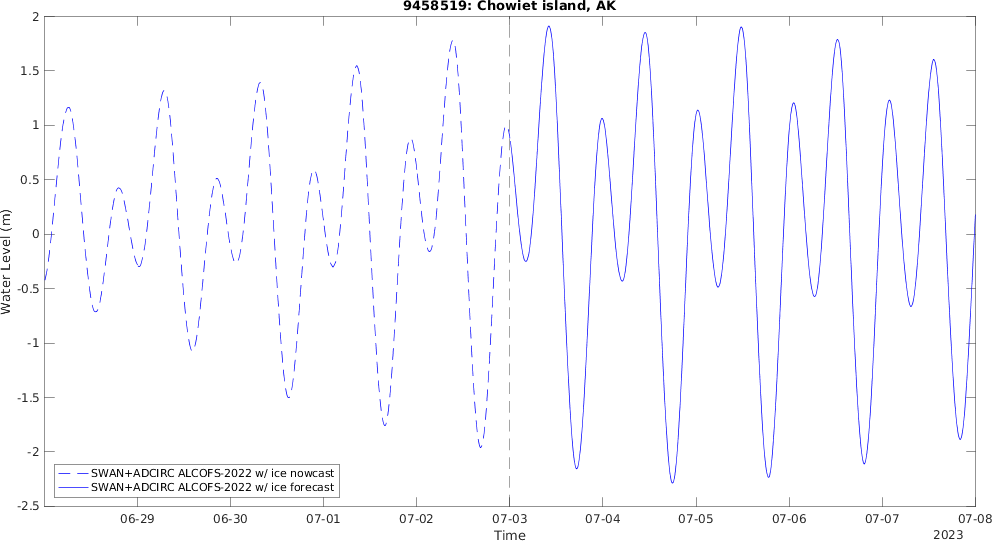 9458519: Chowiet island, AK
2
1.5
1
0.5
0
-0.5
-1
-1.5
-2
-2.5
Water Level (m)
SWAN+ADCIRC ALCOFS-2022 w/ ice nowcast
SWAN+ADCIRC ALCOFS-2022 w/ ice forecast
06-29 06-30 07-01 07-02 07-03 07-04 07-05 07-06 07-07 07-08
Time
2023